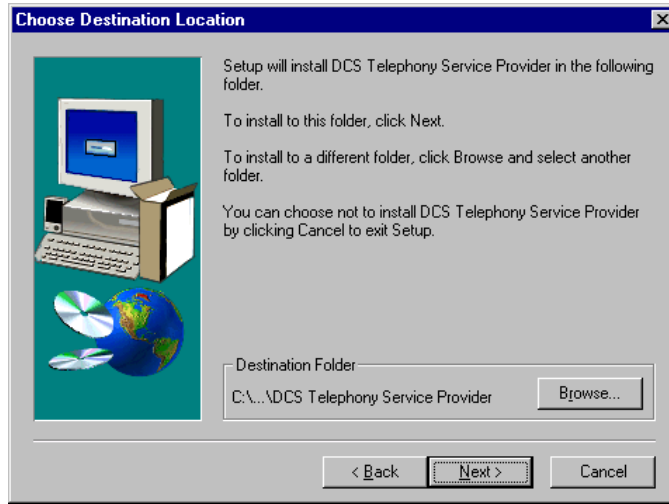 Choose Destination Location
Setup will install DCS Telephony Service Provider in the following
folder.
To install to this folder, click Next.
To install to a different folder, click Browse and select another
folder.
You can choose not to install DCS Telephony Service Provider
by clicking Cancel to exit Setup.
Destination Folder
C:\...\DCS Telephony Service Provider
Browse...
< Back
Next >
Cancel